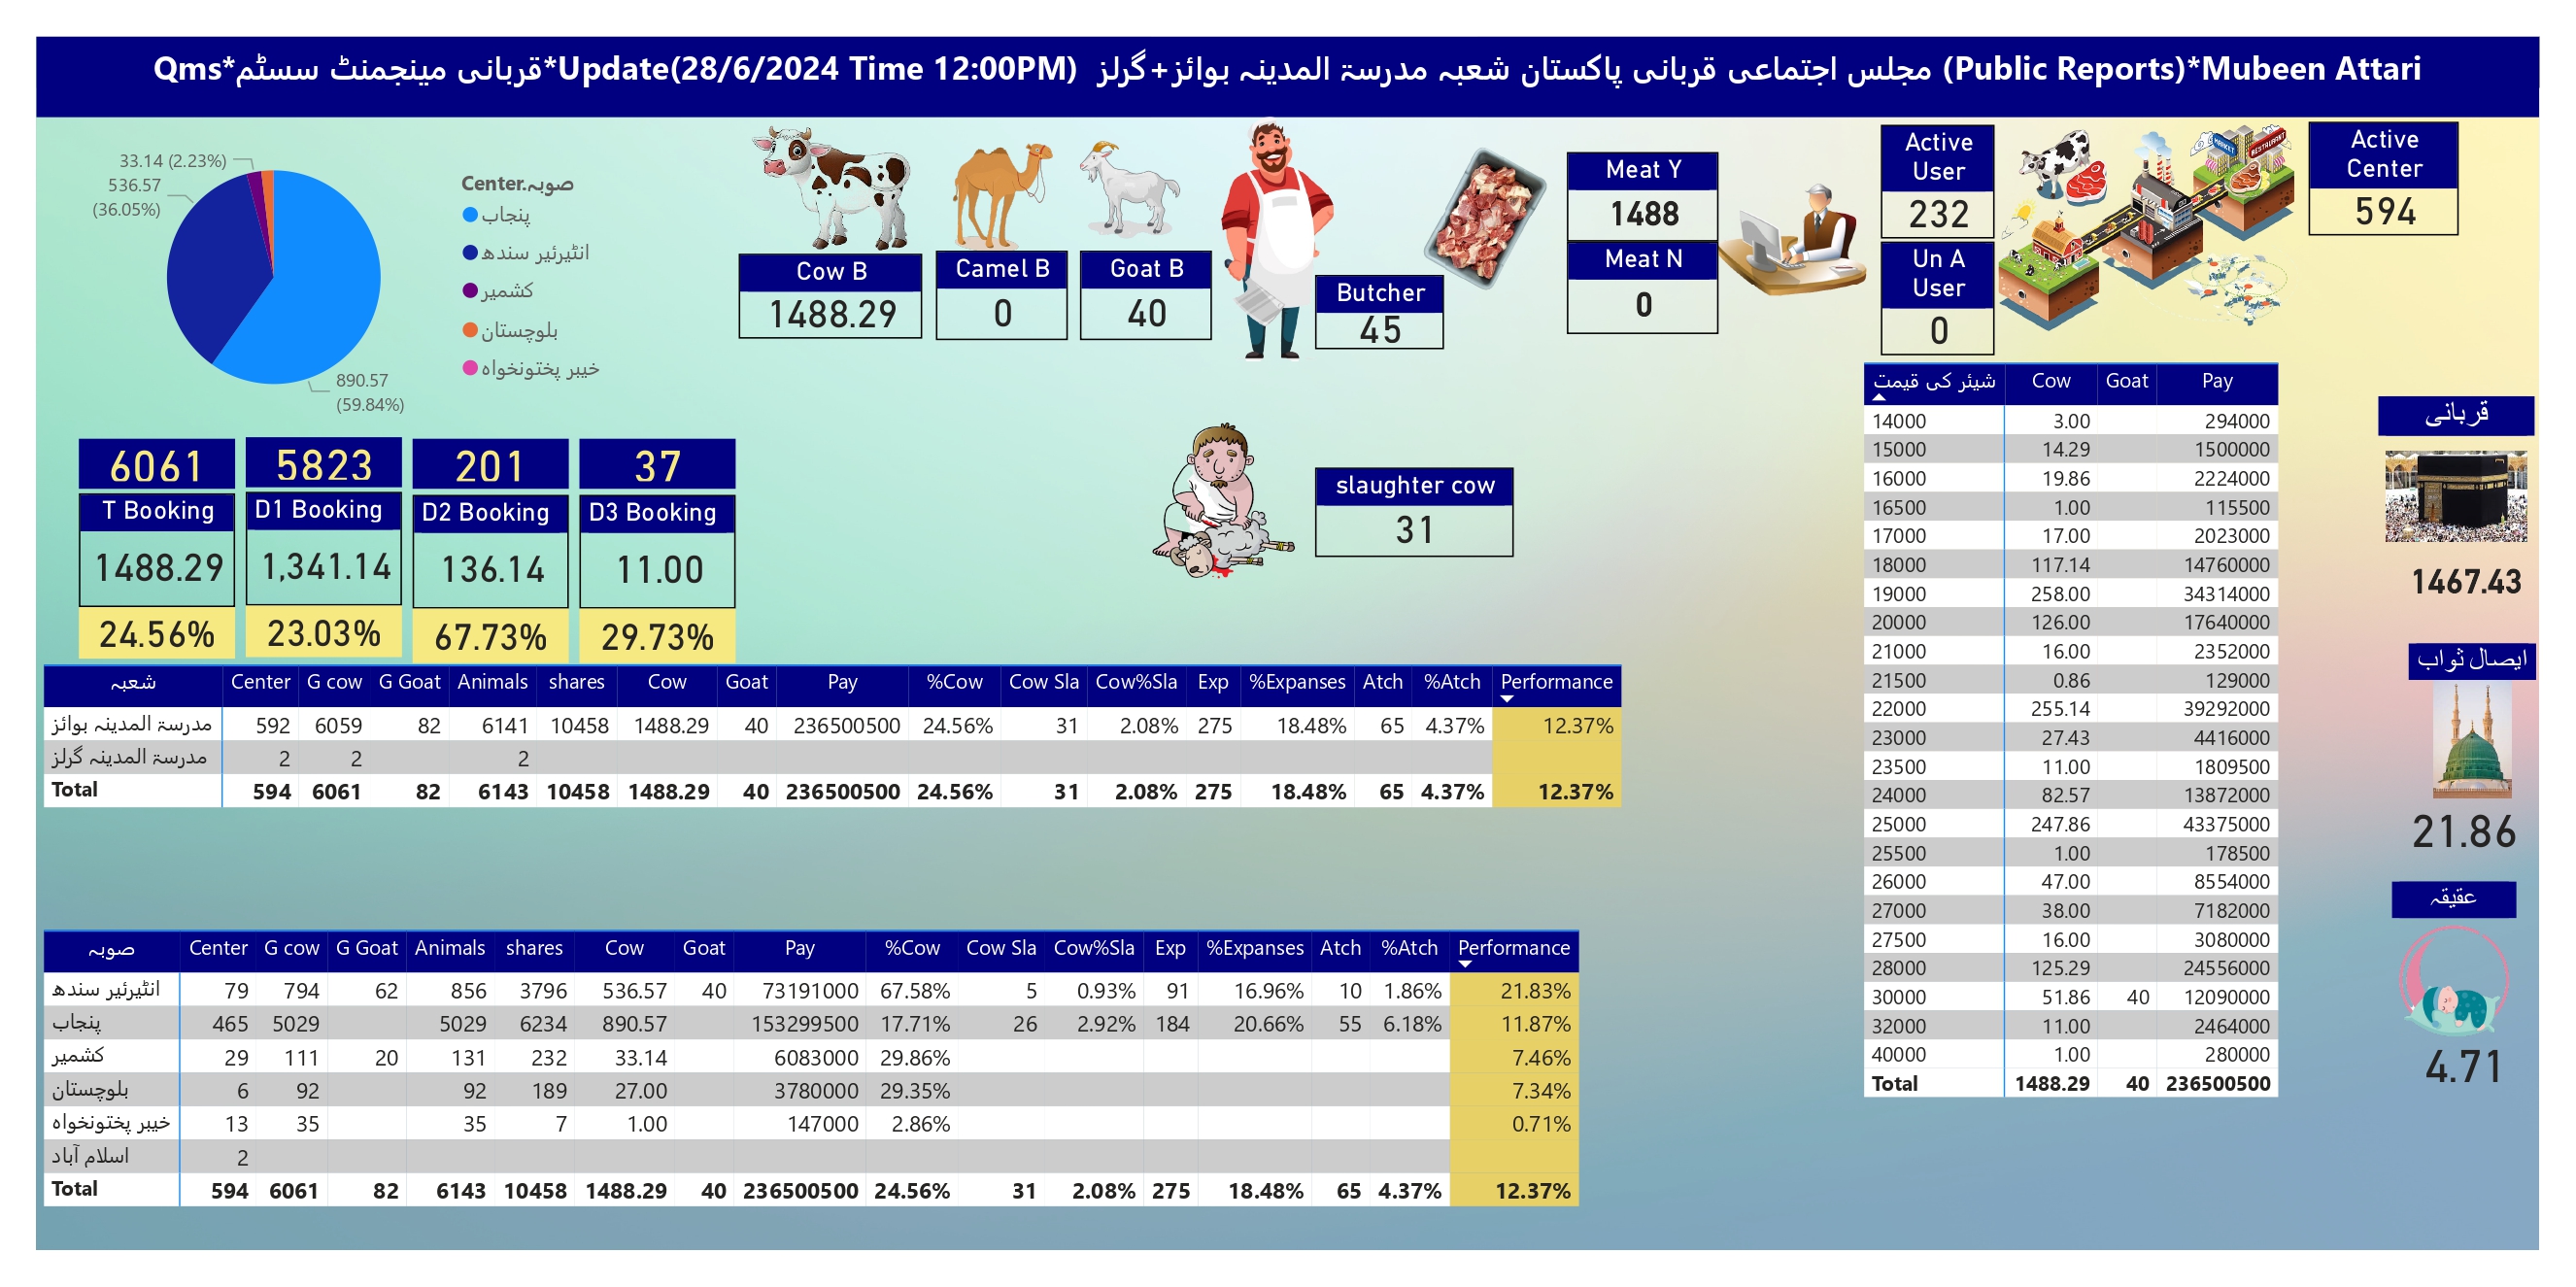 Qms*قربانی مینجمنٹ سسٹم*Update(28/6/2024 Time 12:00PM) مجلس اجتماعی قربانی پاکستان شعبہ مدرسۃ المدینہ بوائز+گرلز (Public Reports)*Mubeen Attari
33.14 (2.23%)
536.57
(36.05%)
890.57
(59.84%)
Center.صوبہ
پنجاب
انٹیرئیر سندھ
کشمیر
بلوچستان
خیبر پختونخواہ
Cow B
1488.29
Camel B
0
Goat B
40
Butcher
45
Meat Y
1488
Meat N
0
Active
User
232
Un A
User
0
Active
Center
594
6061
T Booking
1488.29
24.56%
5823
D1 Booking
1,341.14
23.03%
201
D2 Booking
136.14
67.73%
37
D3 Booking
11.00
29.73%
slaughter cow
31
شعبہ Center G cow G Goat Animals shares Cow Goat Pay %Cow Cow Sla Cow%Sla Exp %Expanses Atch %Atch Performance
مدرسۃ المدینہ بوائز 592 6059 82 6141 10458 1488.29 40 236500500 24.56% 31 2.08% 275 18.48% 65 4.37% 12.37%
مدرسۃ المدینہ گرلز 2 2 2
Total 594 6061 82 6143 10458 1488.29 40 236500500 24.56% 31 2.08% 275 18.48% 65 4.37% 12.37%
صوبہ Center G cow G Goat Animals shares Cow Goat Pay %Cow Cow Sla Cow%Sla Exp %Expanses Atch %Atch Performance
انٹیرئیر سندھ 79 794 62 856 3796 536.57 40 73191000 67.58% 5 0.93% 91 16.96% 10 1.86% 21.83%
پنجاب 465 5029 5029 6234 890.57 153299500 17.71% 26 2.92% 184 20.66% 55 6.18% 11.87%
کشمیر 29 111 20 131 232 33.14 6083000 29.86% 7.46%
بلوچستان 6 92 92 189 27.00 3780000 29.35% 7.34%
خیبر پختونخواہ 13 35 35 7 1.00 147000 2.86% 0.71%
اسلام آباد 2
Total 594 6061 82 6143 10458 1488.29 40 236500500 24.56% 31 2.08% 275 18.48% 65 4.37% 12.37%
شیئر کی قیمت Cow Goat Pay
14000 3.00 294000
15000 14.29 1500000
16000 19.86 2224000
16500 1.00 115500
17000 17.00 2023000
18000 117.14 14760000
19000 258.00 34314000
20000 126.00 17640000
21000 16.00 2352000
21500 0.86 129000
22000 255.14 39292000
23000 27.43 4416000
23500 11.00 1809500
24000 82.57 13872000
25000 247.86 43375000
25500 1.00 178500
26000 47.00 8554000
27000 38.00 7182000
27500 16.00 3080000
28000 125.29 24556000
30000 51.86 40 12090000
32000 11.00 2464000
40000 1.00 280000
Total 1488.29 40 236500500
قربانی
1467.43
ایصال ثواب
21.86
عقیقہ
4.71
MARKET
RESTAURANT